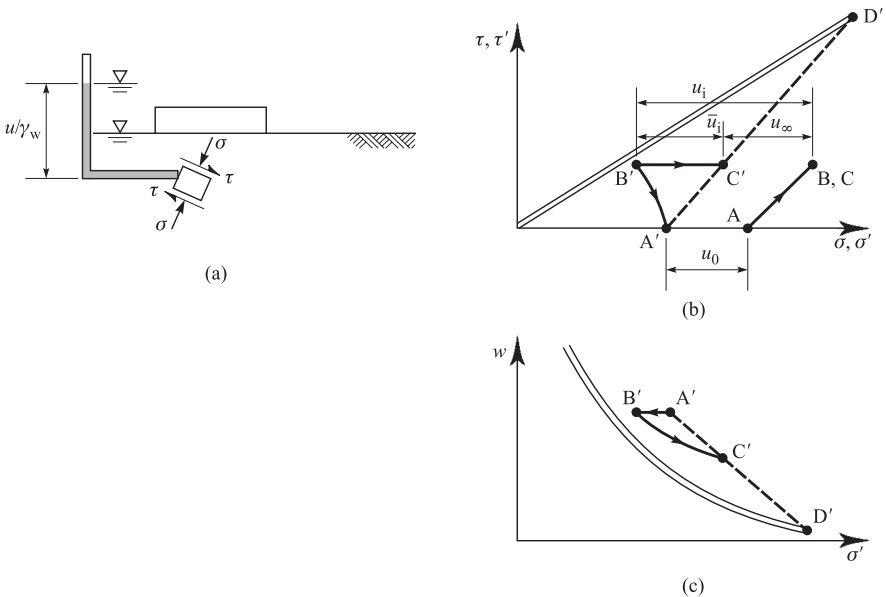 u/γw
σ
τ
τ
σ
(a)
τ, τ′
D′
ui
ūi
u∞
B′
C′
B, C
A′
A
σ, σ′
u0
(b)
w
B′
A′
C′
D′
σ′
(c)